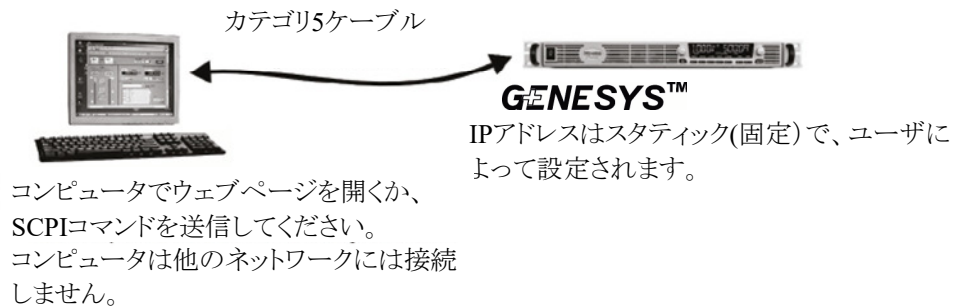 カテゴリ5ケーブル
GENESYS™
IPアドレスはスタティック(固定)で、ユーザに
よって設定されます。
コンピュータでウェブページを開くか、
SCPIコマンドを送信してください。
コンピュータは他のネットワークには接続
しません。